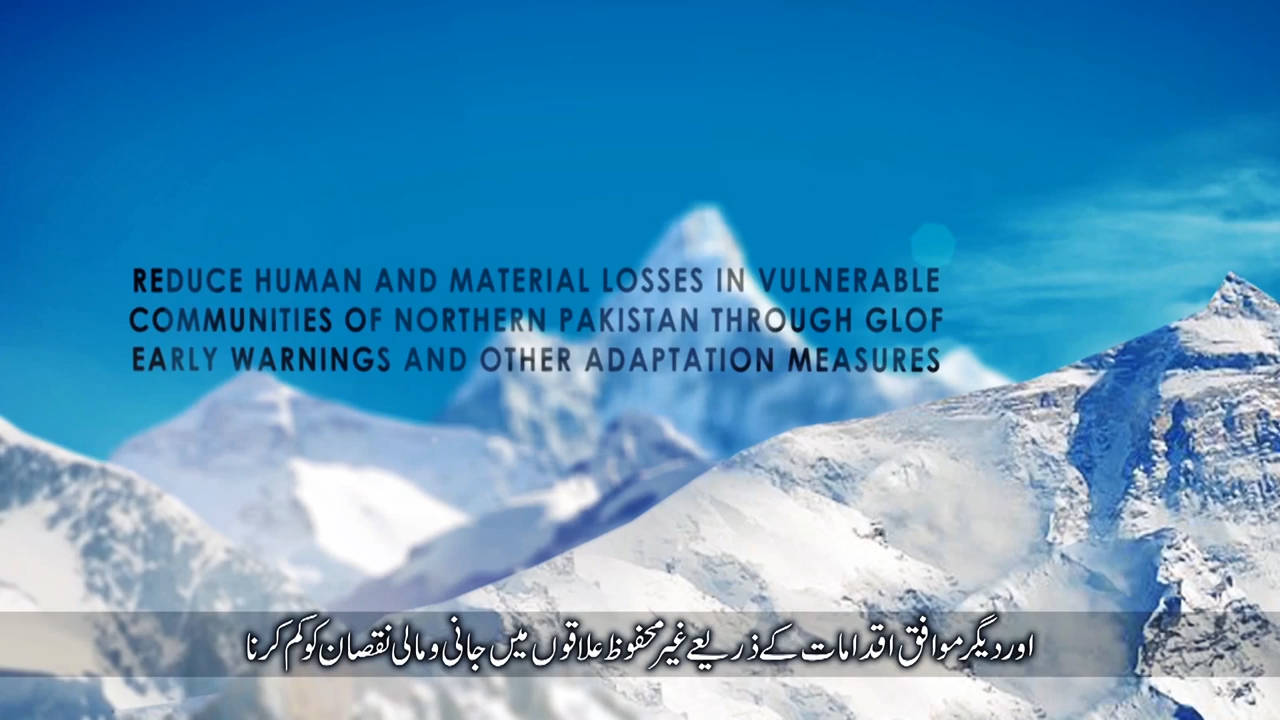 REDUCE HUMAN AND MATERIAL LOSSES IN VULNERABLE
COMMUNITIES OF NORTHERN PAKISTAN THROUGH GLOF
EARLY WARNINGS AND OTHER ADAPTATION MEASURES
اور دیگر موافق اقدامات کے ذریعے غیر محفوظ علاقوں میں جانی و مالی نقصان کو کم کرنا